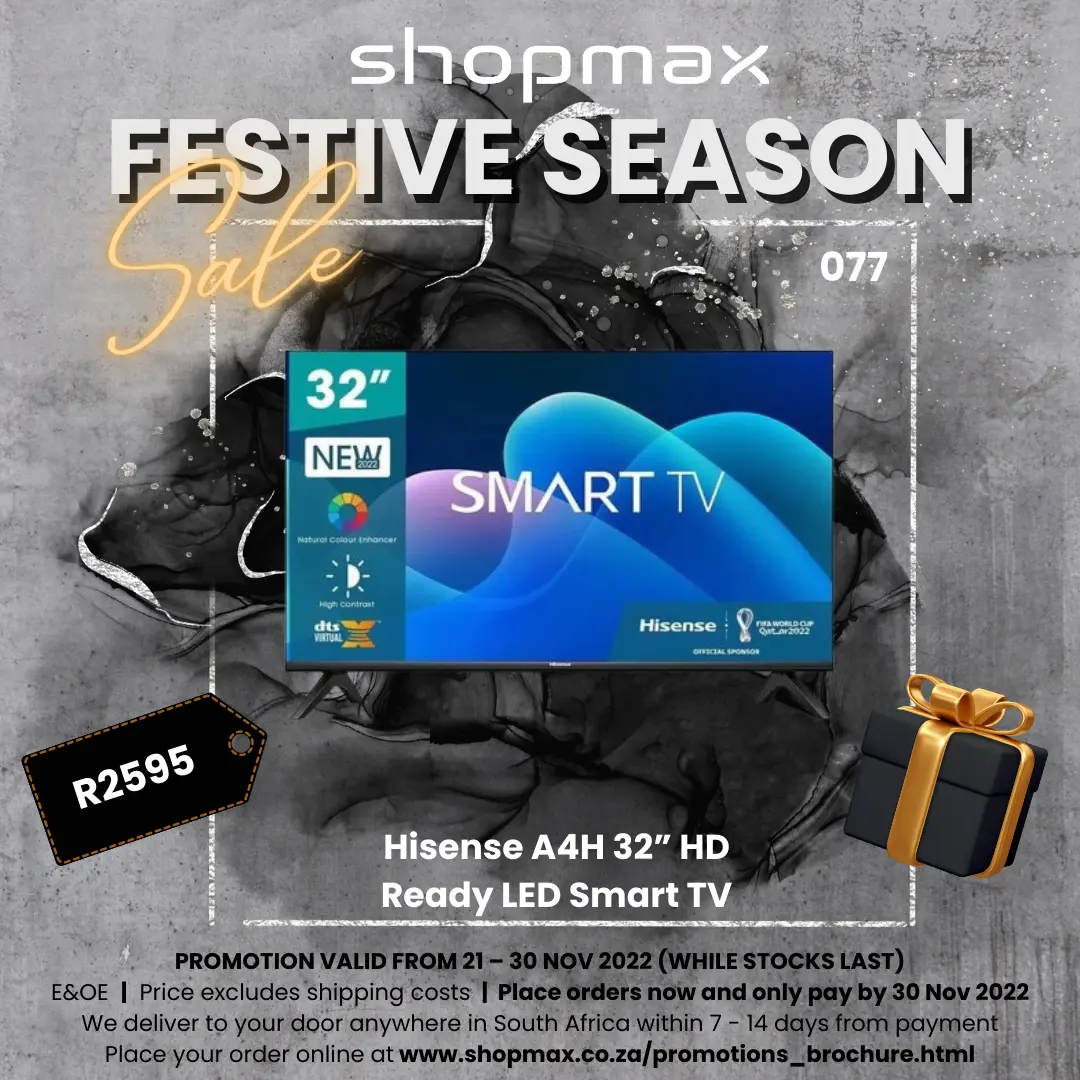 shopmax
FESTIVE SEASON
Sale
077
32”
NEW
2022
SMART TV
Natural Colour Enhancer
High Contrast
dts
VIRTUAL X
Hisense
FIFA WORLD CUP
Qatar2022
OFFICIAL SPONSOR
Hisense
R2595
Hisense A4H 32” HD
Ready LED Smart TV
PROMOTION VALID FROM 21 – 30 NOV 2022 (WHILE STOCKS LAST)
E&OE | Price excludes shipping costs | Place orders now and only pay by 30 Nov 2022
We deliver to your door anywhere in South Africa within 7 - 14 days from payment
Place your order online at www.shopmax.co.za/promotions_brochure.html